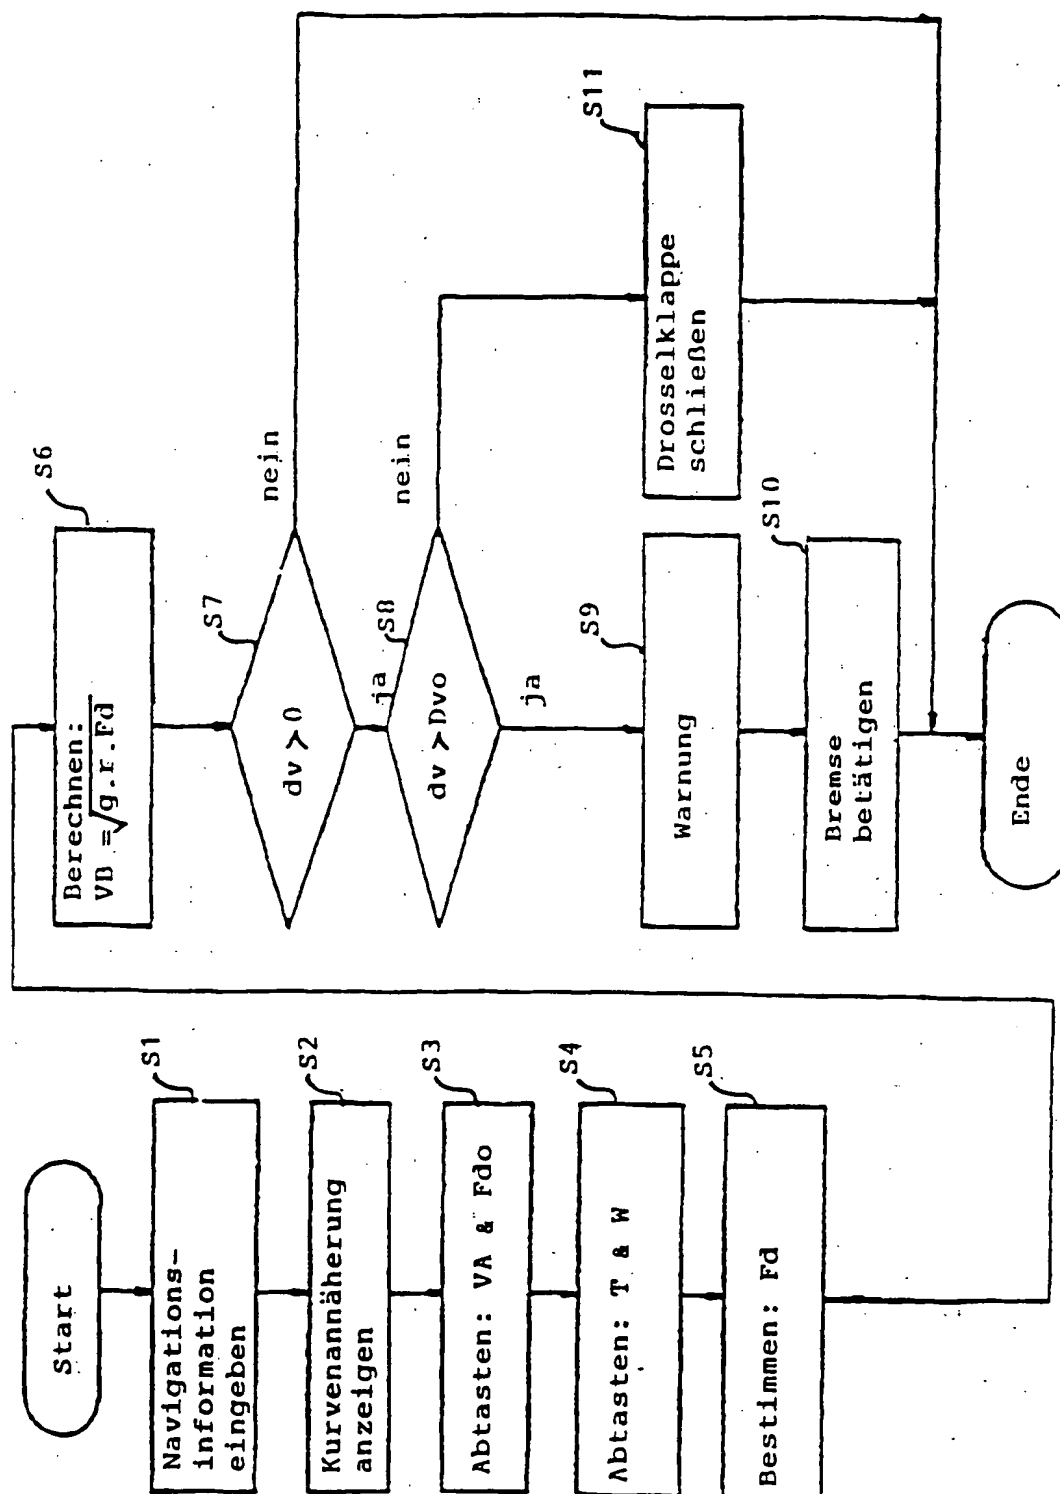 Start
S1
Navigations-
information
eingeben
S2
Kurvenannäherung
anzeigen
S3
Abtasten: VA & Fdo
S4
Abtasten: T & W
S5
Bestimmen: Fd
S6
Berechnen:
VB = √g.r.Fd
S7
dv > 0
nein
ja
S8
dv > Dvo
nein
ja
S9
Warnung
S10
Bremse
betätigen
S11
Drosselklappe
schließen
Ende